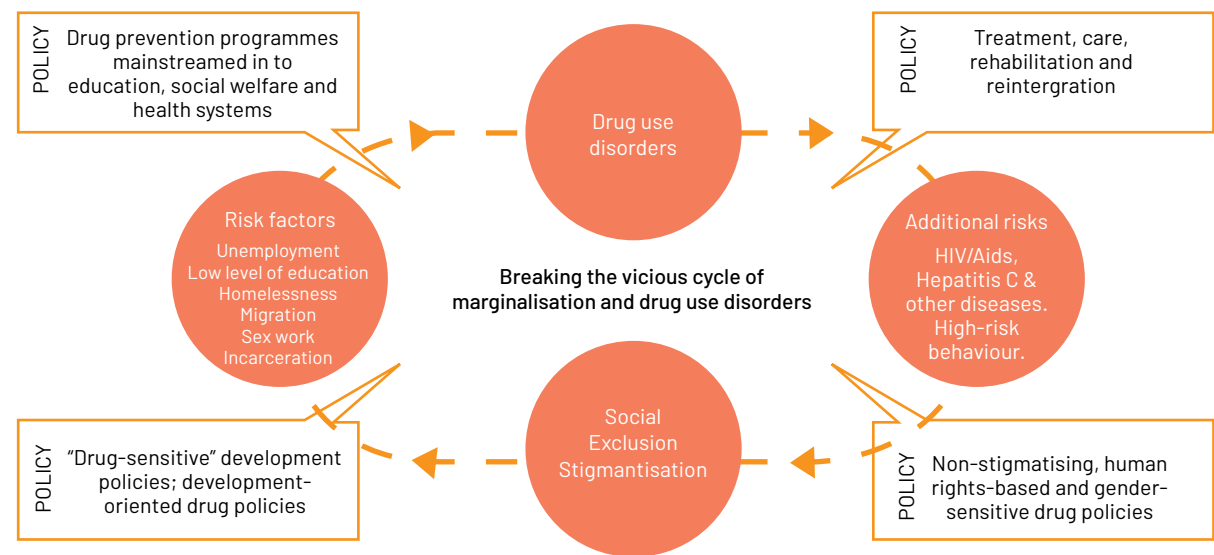 POLICY
Drug prevention programmes
mainstreamed in to
education, social welfare and
health systems
Drug use
disorders
POLICY
Treatment, care,
rehabilitation and
reintergration
Risk factors
Unemployment
Low level of education
Homelessness
Migration
Sex work
Incarceration
Breaking the vicious cycle of
marginalisation and drug use disorders
Additional risks
HIV/Aids,
Hepatitis C &
other diseases.
High-risk
behaviour.
POLICY
“Drug-sensitive” development
policies; development-
oriented drug policies
Social
Exclusion
Stigmantisation
POLICY
Non-stigmatising, human
rights-based and gender-
sensitive drug policies